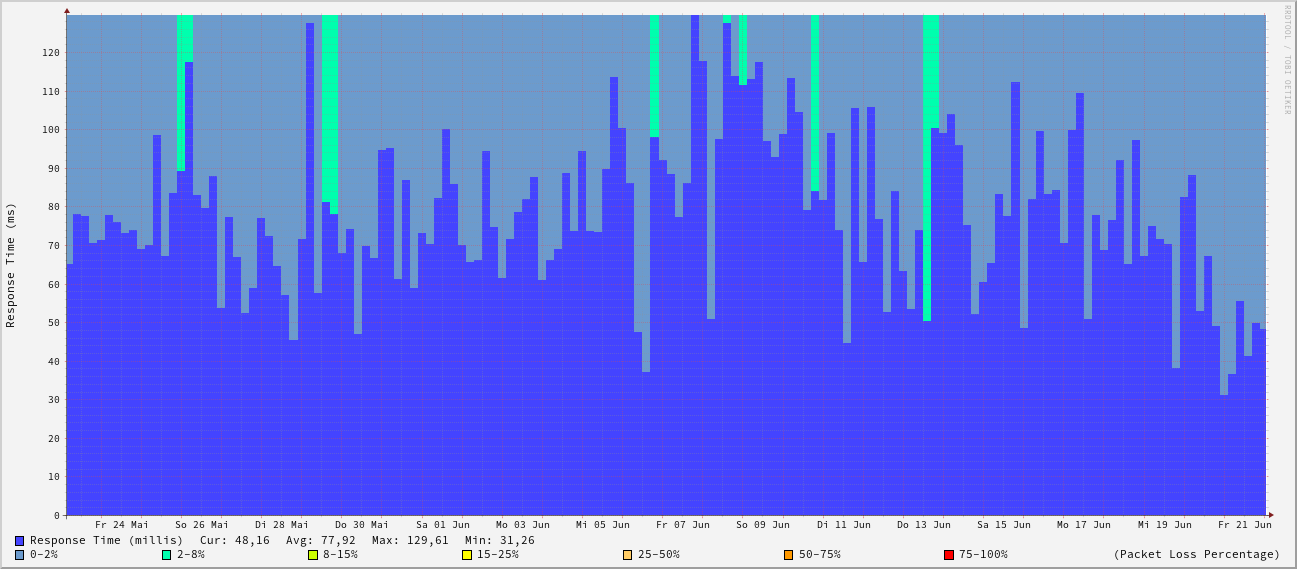 RRDTOOL / TOBI OETIKER
Response Time (ms)
120
110
100
90
80
70
60
50
40
30
20
10
0
Fr 24 Mai So 26 Mai Di 28 Mai Do 30 Mai Sa 01 Jun Mo 03 Jun Mi 05 Jun Fr 07 Jun So 09 Jun Di 11 Jun Do 13 Jun Sa 15 Jun Mo 17 Jun Mi 19 Jun Fr 21 Jun
Response Time (millis) Cur: 48,16 Avg: 77,92 Max: 129,61 Min: 31,26
0-2% 2-8% 8-15% 15-25% 25-50% 50-75% 75-100% (Packet Loss Percentage)